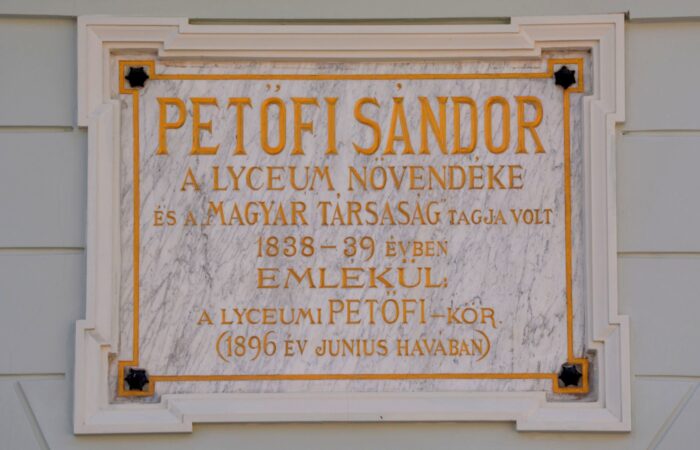 PETŐFI SÁNDOR
A LYCEUM NÖVENDÉKE
ÉS A „MAGYAR TÁRSASÁG” TAGJA VOLT
1838-39 ÉVBEN
EMLÉKÜL:
A LYCEUMI PETŐFI-KÖR.
(1896 ÉV JUNIUS HAVÁBAN)